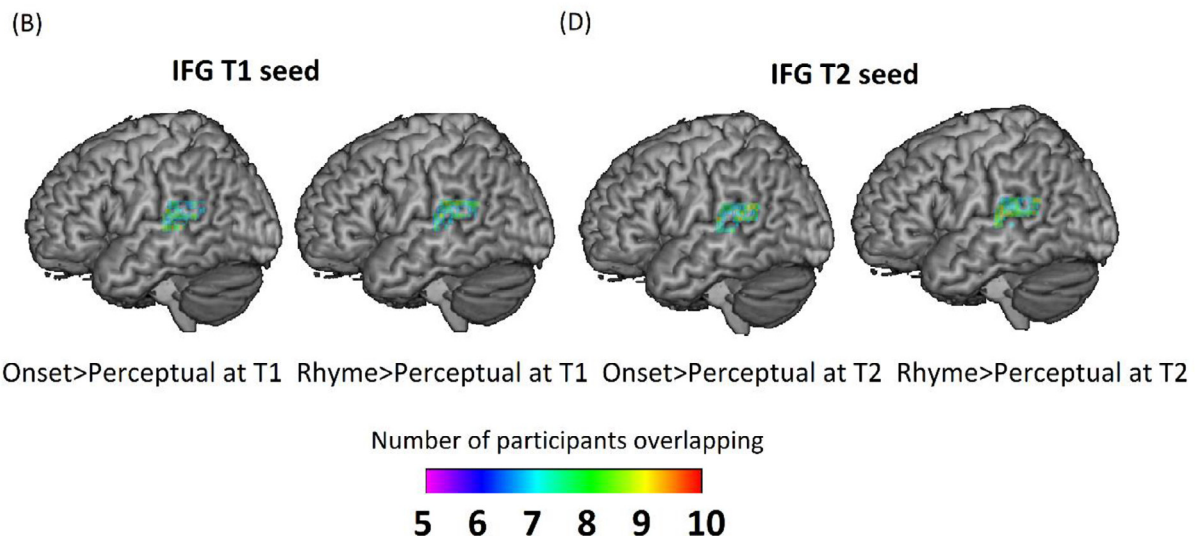 (B)
(D)
IFG T1 seed
IFG T2 seed
Onset>Perceptual at T1 Rhyme>Perceptual at T1 Onset>Perceptual at T2 Rhyme>Perceptual at T2
Number of participants overlapping
5 6 7 8 9 10